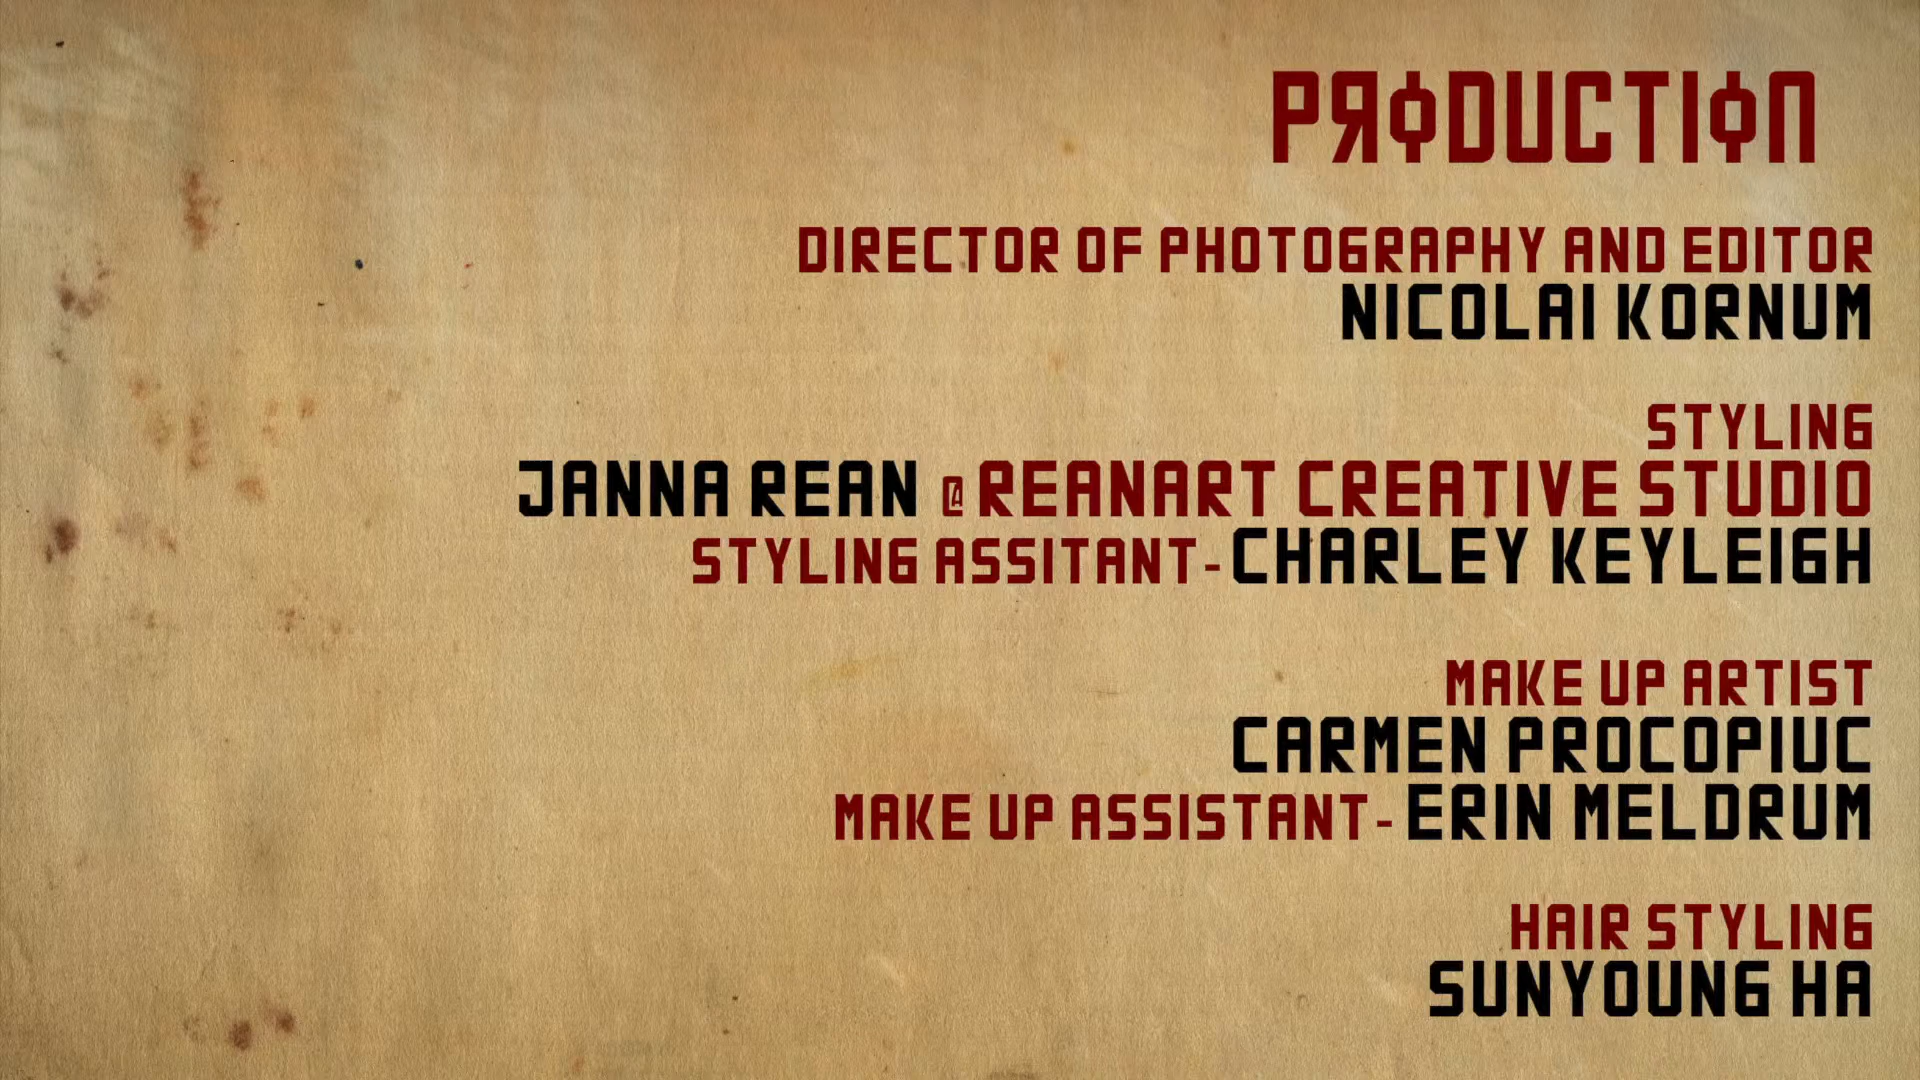 PЯODUCTIOП
DIRECTOR OF PHOTOGRAPHY AND EDITOR
NICOLAI KORNUM
STYLING
JANNA REAN @REANART CREATIVE STUDIO
STYLING ASSITANT- CHARLEY KEYLEIGH
MAKE UP ARTIST
CARMEN PROCOPIUC
MAKE UP ASSISTANT- ERIN MELDRUM
HAIR STYLING
SUNYOUNG HA